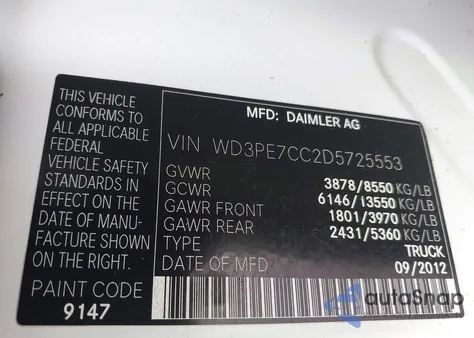 THIS VEHICLE
CONFORMS TO
ALL APPLICABLE
FEDERAL
VEHICLE SAFETY
STANDARDS IN
EFFECT ON THE
DATE OF MANU-
FACTURE SHOWN
ON THE RIGHT.
PAINT CODE
9147
MFD: DAIMLER AG
VIN WD3PE7CC2D5725553
GVWR 3878/8550 KG/LB
GCWR 6146/13550 KG/LB
GAWR FRONT 1801/3970 KG/LB
GAWR REAR 2431/5360 KG/LB
TYPE TRUCK
DATE OF MFD 09/2012
autoSnap